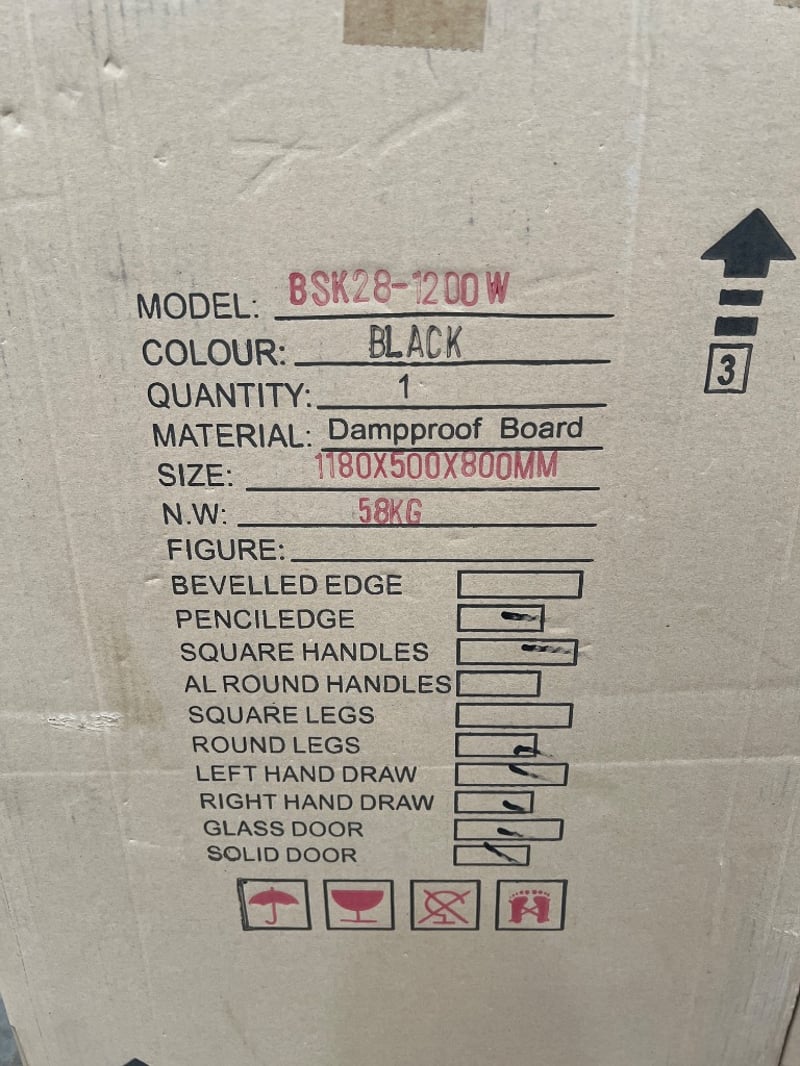 MODEL: BSK28-1200W
COLOUR: BLACK
QUANTITY: 1
MATERIAL: Dampproof Board
SIZE: 1180X500X800MM
N.W: 58KG
FIGURE:
BEVELLED EDGE
PENCILEDGE
SQUARE HANDLES
AL ROUND HANDLES
SQUARE LEGS
ROUND LEGS
LEFT HAND DRAW
RIGHT HAND DRAW
GLASS DOOR
SOLID DOOR
3